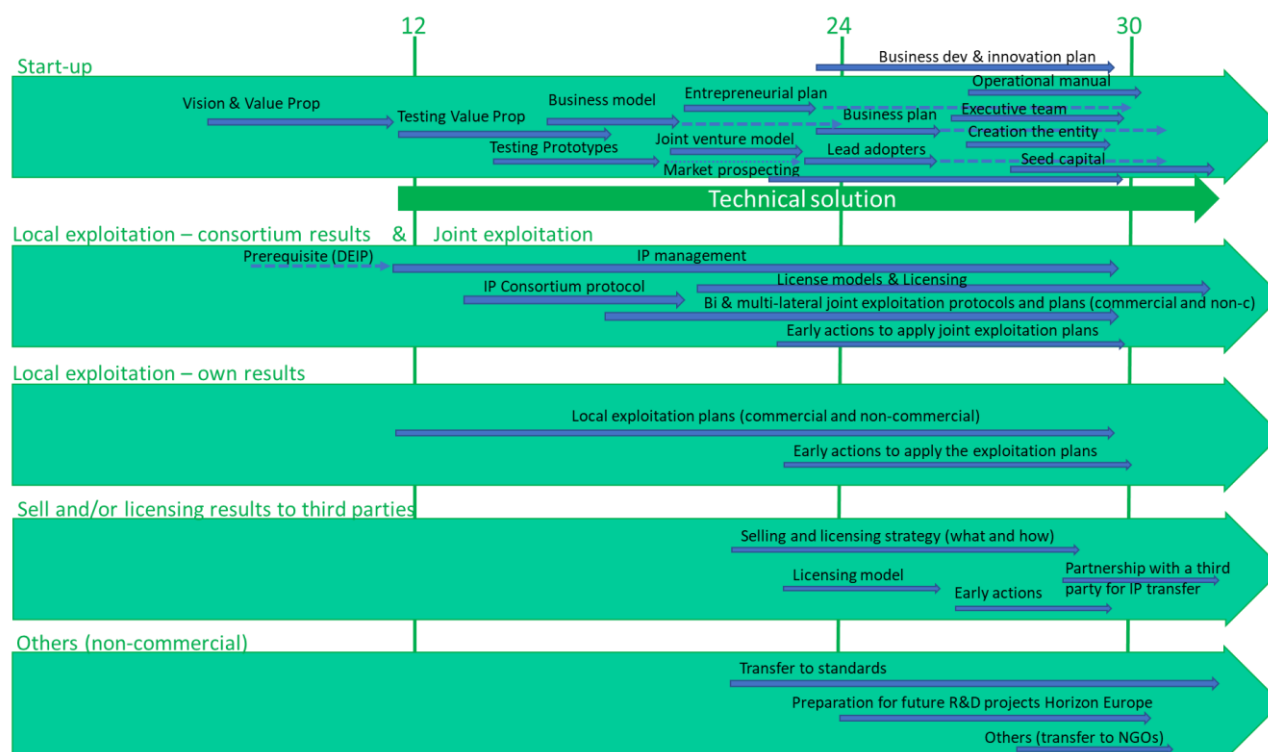 12
24
30
Start-up
Business dev & innovation plan
Operational manual
Vision & Value Prop
Business model
Entrepreneurial plan
Testing Value Prop
Business plan
Executive team
Joint venture model
Creation the entity
Testing Prototypes
Lead adopters
Market prospecting
Seed capital
Technical solution
Local exploitation – consortium results & Joint exploitation
Prerequisite (DEIP)
IP management
License models & Licensing
IP Consortium protocol
Bi & multi-lateral joint exploitation protocols and plans (commercial and non-c)
Early actions to apply joint exploitation plans
Local exploitation – own results
Local exploitation plans (commercial and non-commercial)
Early actions to apply the exploitation plans
Sell and/or licensing results to third parties
Selling and licensing strategy (what and how)
Licensing model
Partnership with a third
party for IP transfer
Early actions
Others (non-commercial)
Transfer to standards
Preparation for future R&D projects Horizon Europe
Others (transfer to NGOs)